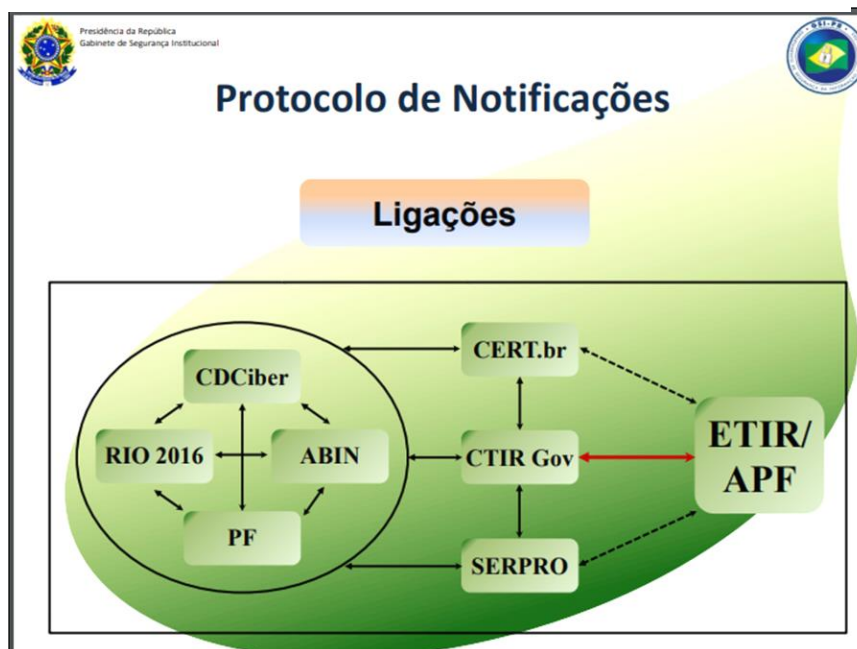 Presidência da República
Gabinete de Segurança Institucional
Protocolo de Notificações
Ligações
CERT.br
CDCiber
ETIR/
APF
RIO 2016
ABIN
CTIR Gov
PF
SERPRO